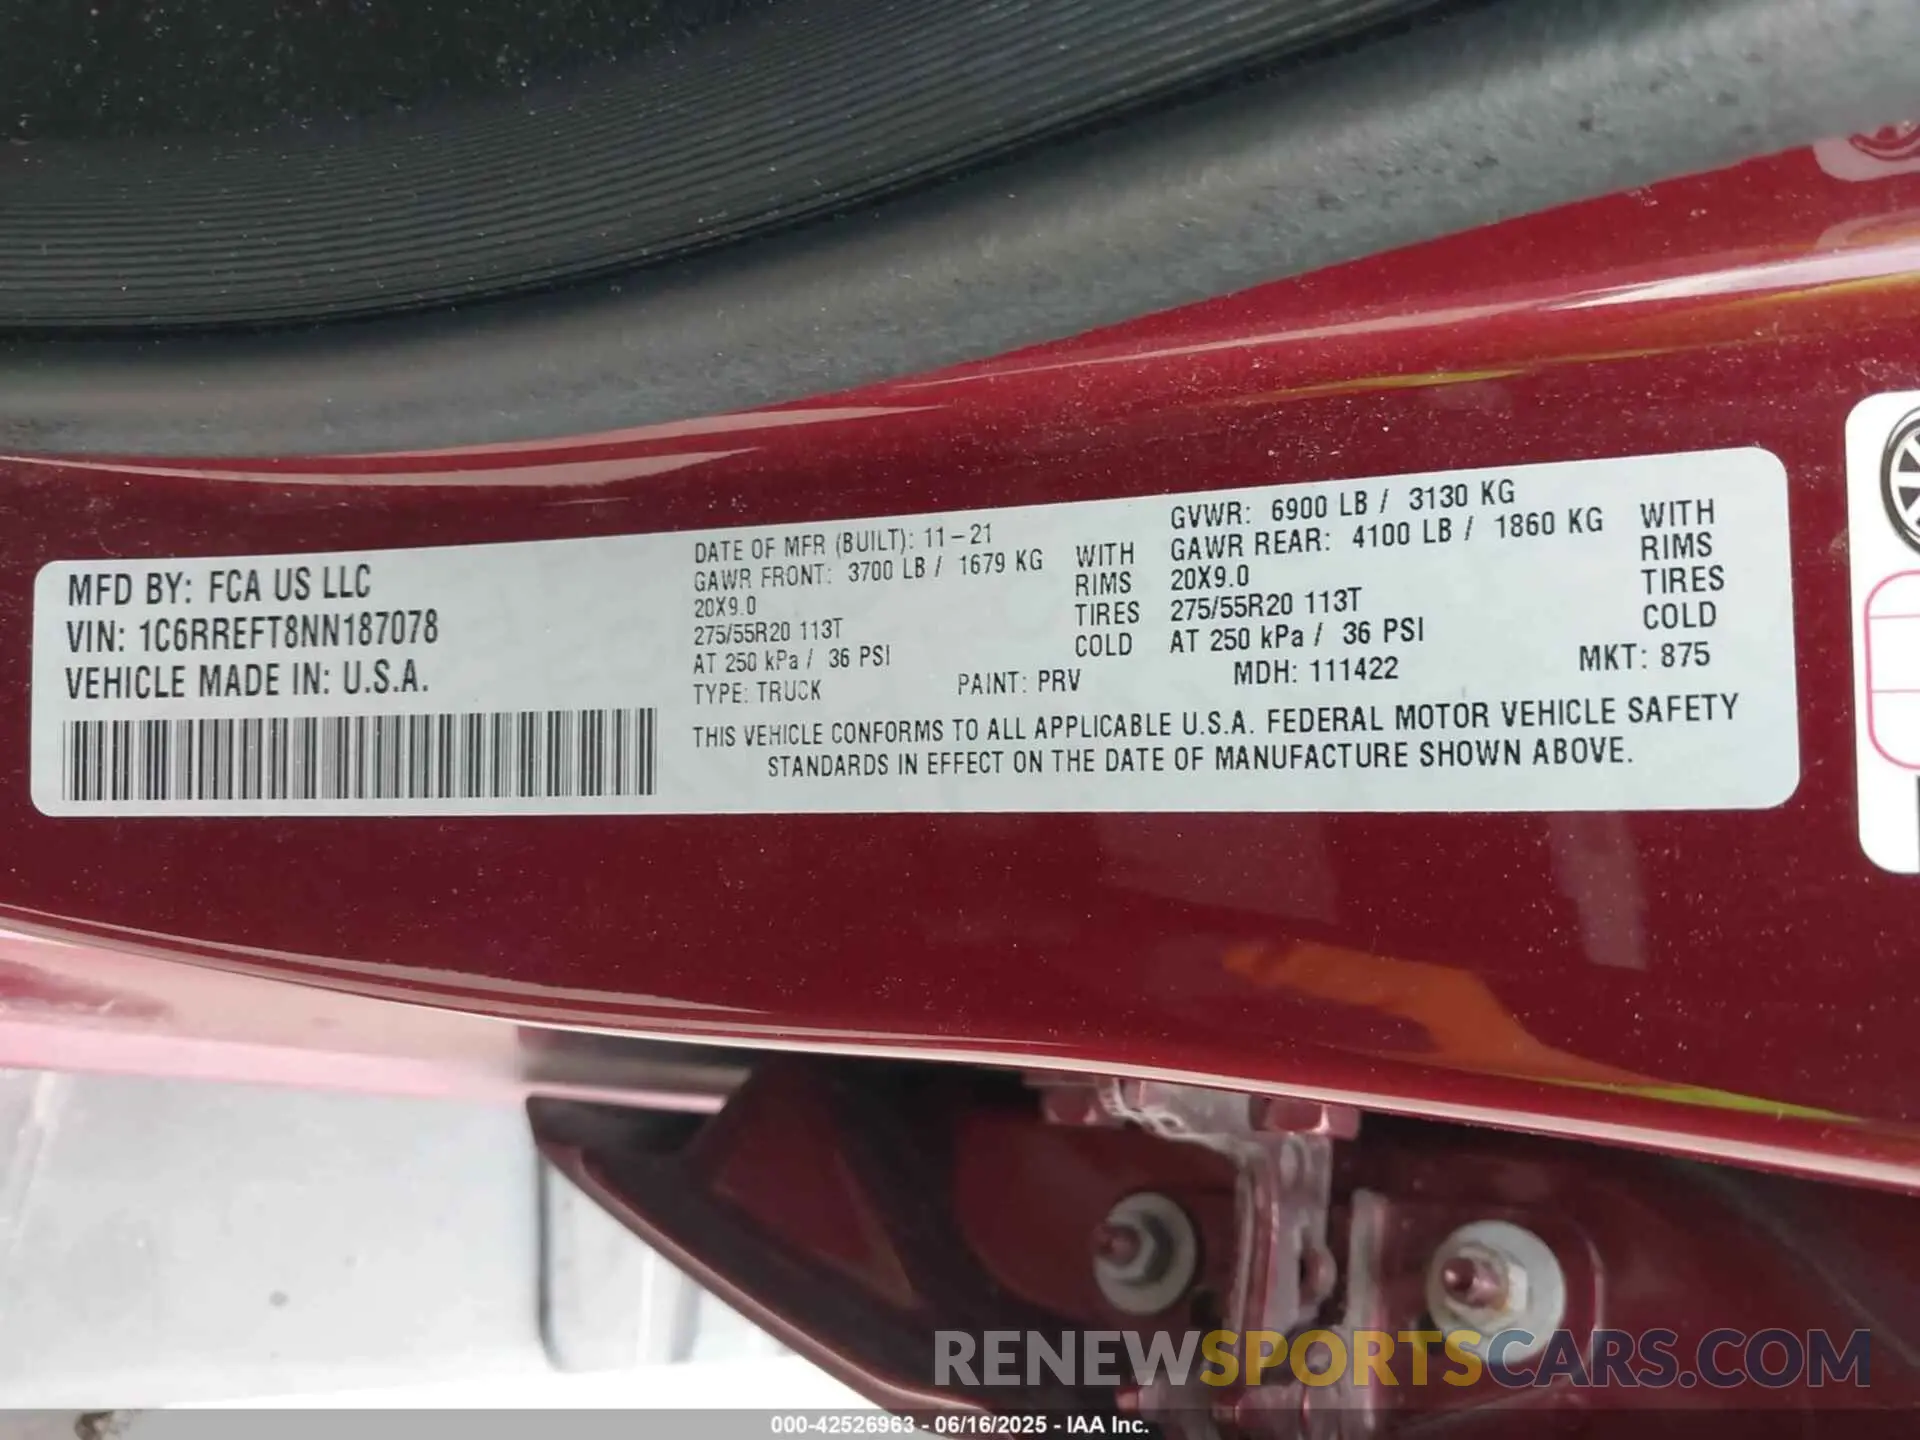 MFD BY: FCA US LLC
VIN: 1C6RREFT8NN187078
VEHICLE MADE IN: U.S.A.
DATE OF MFR (BUILT): 11-21
GAWR FRONT: 3700 LB / 1679 KG WITH
20X9.0 RIMS
275/55R20 113T TIRES
AT 250 kPa / 36 PSI COLD
TYPE: TRUCK PAINT: PRV
GVWR: 6900 LB / 3130 KG
GAWR REAR: 4100 LB / 1860 KG WITH
20X9.0 RIMS
275/55R20 113T TIRES
AT 250 kPa / 36 PSI COLD
MDH: 111422 MKT: 875
THIS VEHICLE CONFORMS TO ALL APPLICABLE U.S.A. FEDERAL MOTOR VEHICLE SAFETY
STANDARDS IN EFFECT ON THE DATE OF MANUFACTURE SHOWN ABOVE.
RENEWSPORTSCARS.COM
000-42526963 - 06/16/2025 - IAA Inc.